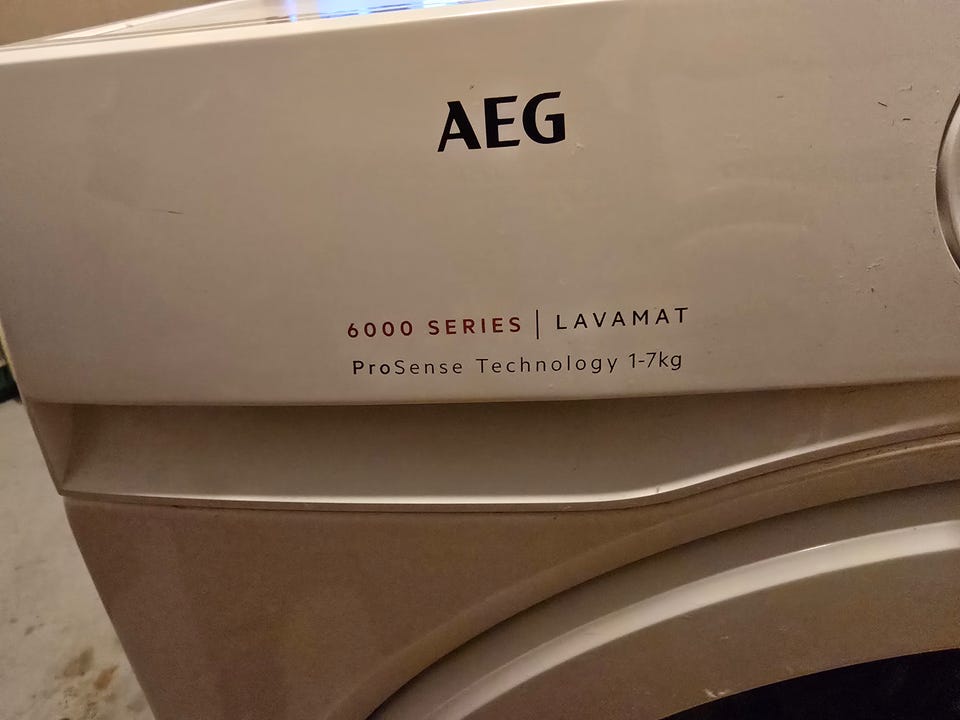 AEG
6000 SERIES | LAVAMAT
ProSense Technology 1-7kg